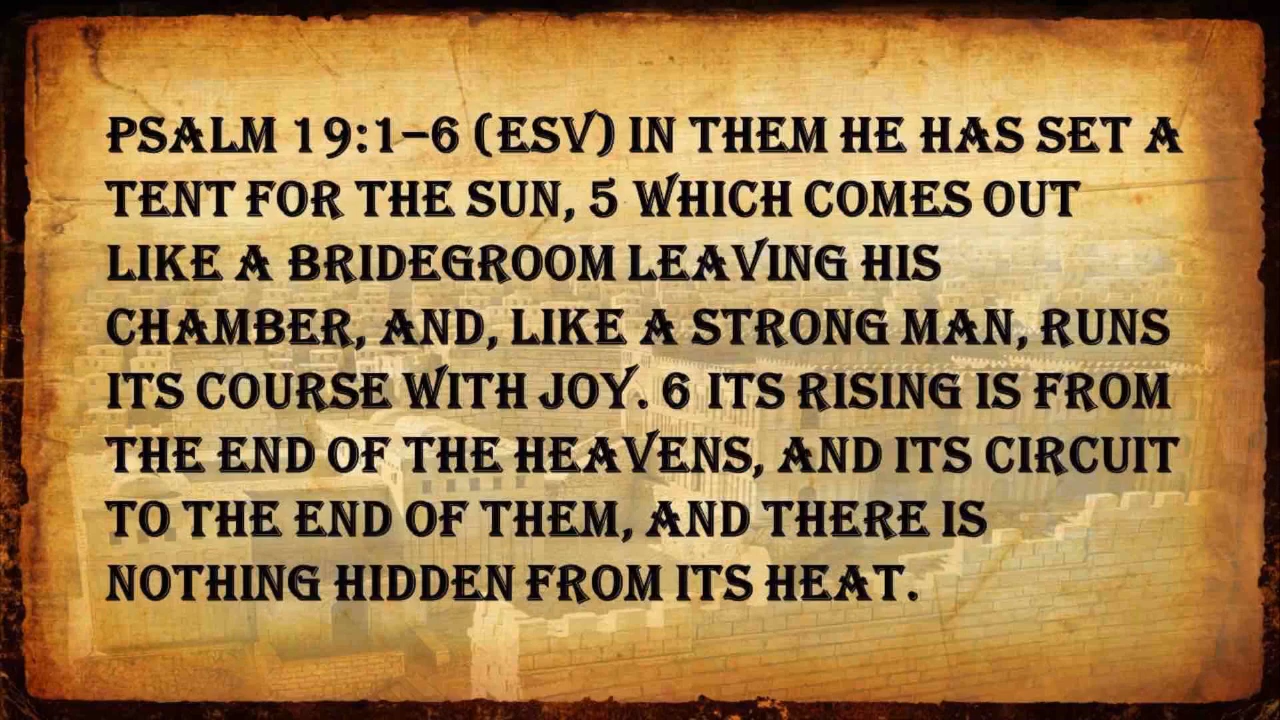 PSALM 19:1–6 (ESV) IN THEM HE HAS SET A
TENT FOR THE SUN, 5 WHICH COMES OUT
LIKE A BRIDEGROOM LEAVING HIS
CHAMBER, AND, LIKE A STRONG MAN, RUNS
ITS COURSE WITH JOY. 6 ITS RISING IS FROM
THE END OF THE HEAVENS, AND ITS CIRCUIT
TO THE END OF THEM, AND THERE IS
NOTHING HIDDEN FROM ITS HEAT.